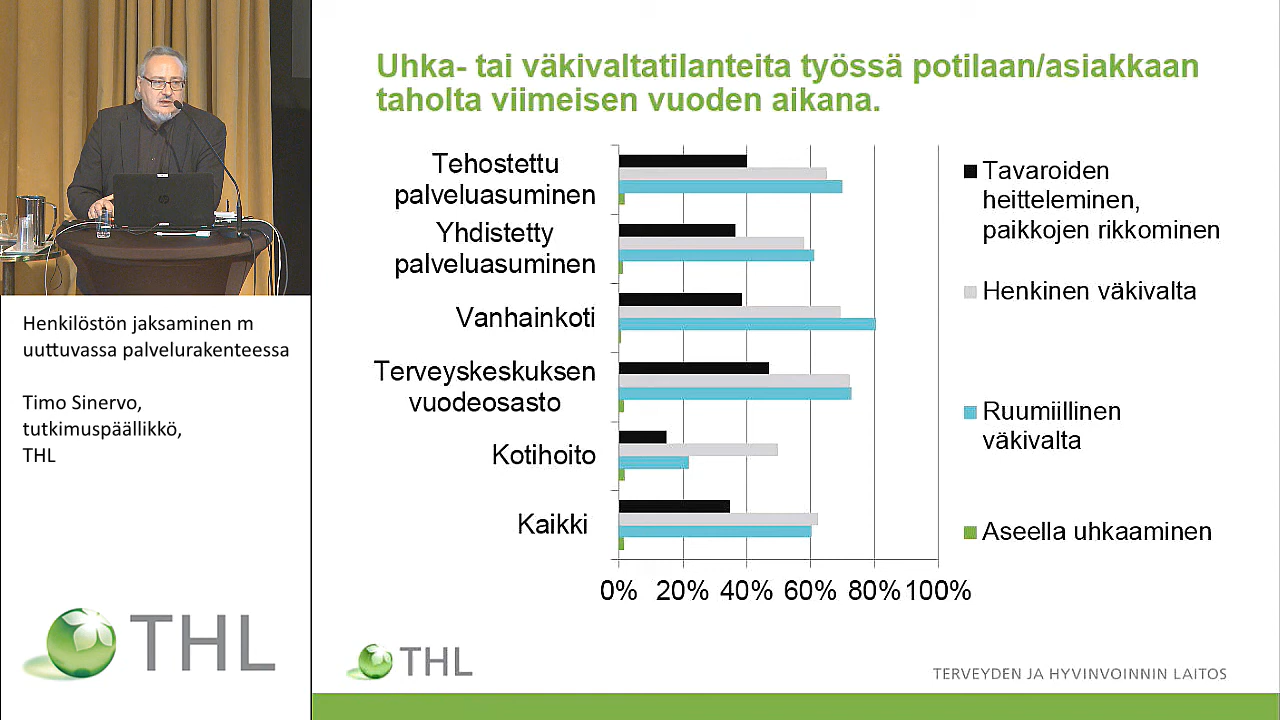 Uhka- tai väkivaltatilanteita työssä potilaan/asiakkaan
taholta viimeisen vuoden aikana.
Tehostettu
palveluasuminen
Yhdistetty
palveluasuminen
Vanhainkoti
Terveyskeskuksen
vuodeosasto
Kotihoito
Kaikki
0% 20% 40% 60% 80% 100%
Tavaroiden
heitteleminen,
paikkojen rikkominen
Henkinen väkivalta
Ruumiillinen
väkivalta
Aseella uhkaaminen
Henkilöstön jaksaminen m
uuttuvassa palvelurakenteessa
Timo Sinervo,
tutkimuspäällikkö,
THL
THL
THL
TERVEYDEN JA HYVINVOINNIN LAITOS